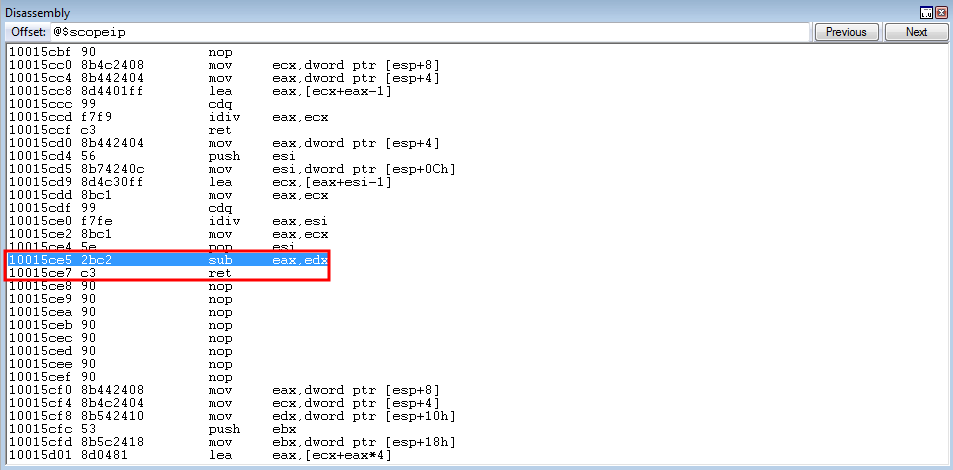 Disassembly
Offset: @$scopeip Previous Next
10015cbf 90 nop
10015cc0 8b4c2408 mov ecx,dword ptr [esp+8]
10015cc4 8b442404 mov eax,dword ptr [esp+4]
10015cc8 8d4401ff lea eax,[ecx+eax-1]
10015ccc 99 cdq
10015ccd f7f9 idiv eax,ecx
10015ccf c3 ret
10015cd0 8b442404 mov eax,dword ptr [esp+4]
10015cd4 56 push esi
10015cd5 8b74240c mov esi,dword ptr [esp+0Ch]
10015cd9 8d4c30ff lea ecx,[eax+esi-1]
10015cdd 8bc1 mov eax,ecx
10015cdf 99 cdq
10015ce0 f7fe idiv eax,esi
10015ce2 8bc1 mov eax,ecx
10015ce4 5e pop esi
10015ce5 2bc2 sub eax,edx
10015ce7 c3 ret
10015ce8 90 nop
10015ce9 90 nop
10015cea 90 nop
10015ceb 90 nop
10015cec 90 nop
10015ced 90 nop
10015cee 90 nop
10015cef 90 nop
10015cf0 8b442408 mov eax,dword ptr [esp+8]
10015cf4 8b4c2404 mov ecx,dword ptr [esp+4]
10015cf8 8b542410 mov edx,dword ptr [esp+10h]
10015cfc 53 push ebx
10015cfd 8b5c2418 mov ebx,dword ptr [esp+18h]
10015d01 8d0481 lea eax,[ecx+eax*4]